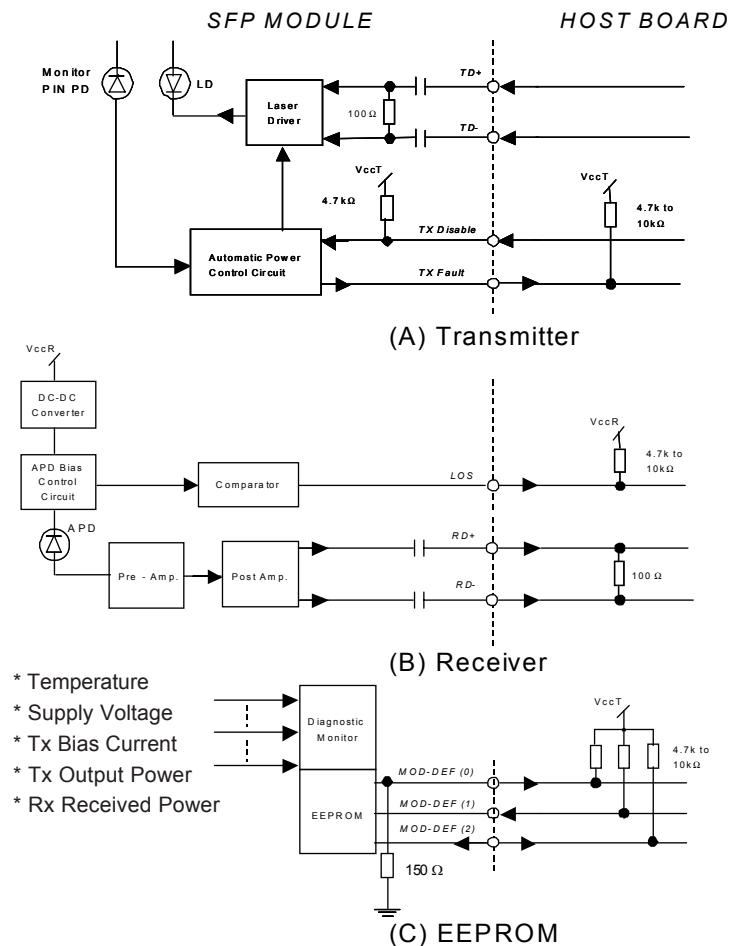 SFP MODULE
HOST BOARD
Monitor
PIN PD
LD
Laser
Driver
100Ω
TD+
TD-
VccT
4.7kΩ
VccT
4.7k to
10kΩ
TX Disable
Automatic Power
Control Circuit
TX Fault
(A) Transmitter
VccR
DC-DC
Converter
APD Bias
Control
Circuit
Comparator
LOS
VccR
4.7k to
10kΩ
APD
Pre - Amp.
Post Amp.
RD+
RD-
100 Ω
(B) Receiver
* Temperature
* Supply Voltage
* Tx Bias Current
* Tx Output Power
* Rx Received Power
Diagnostic
Monitor
EEPROM
MOD-DEF (0)
MOD-DEF (1)
MOD-DEF (2)
VccT
4.7k to
10kΩ
150 Ω
(C) EEPROM